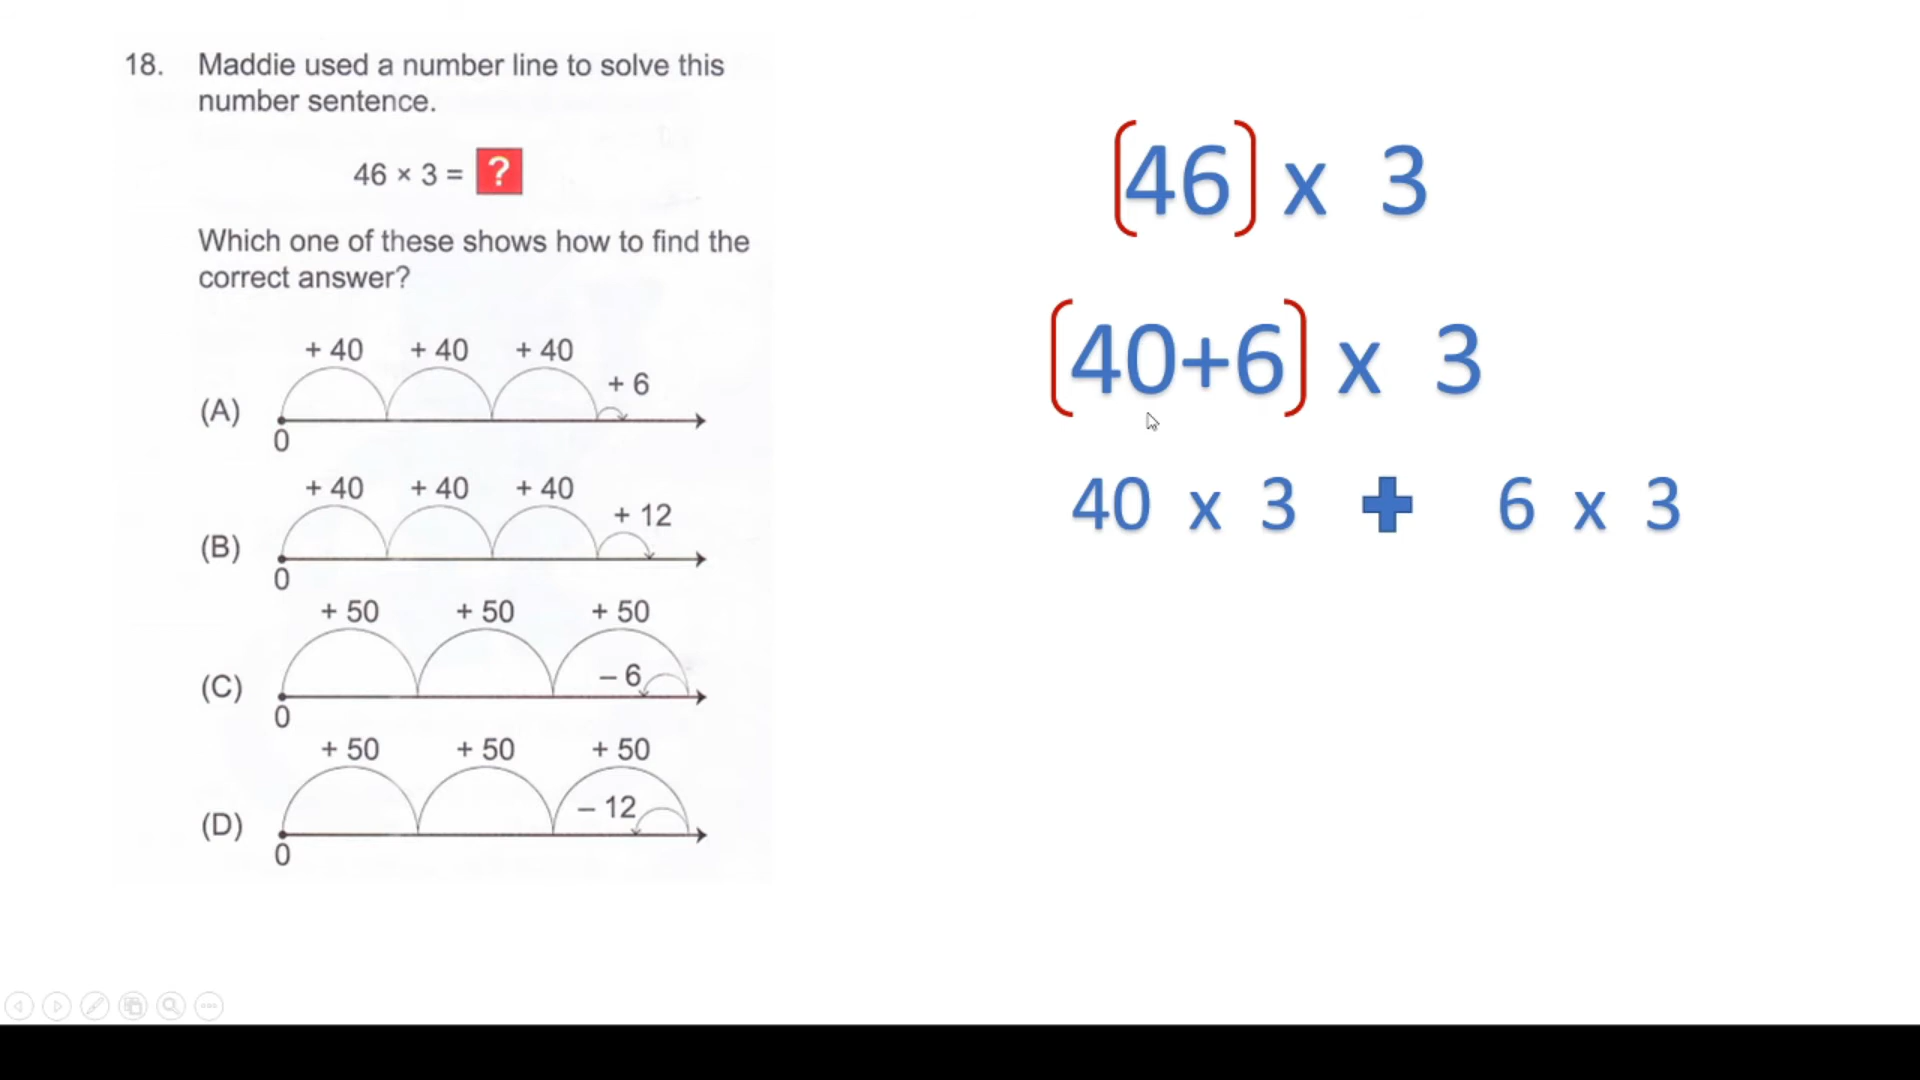 18. Maddie used a number line to solve this
number sentence.
46 × 3 = ?
Which one of these shows how to find the
correct answer?
+ 40 + 40 + 40
+ 6
(A)
0
+ 40 + 40 + 40
+ 12
(B)
0
+ 50 + 50 + 50
– 6
(C)
0
+ 50 + 50 + 50
– 12
(D)
0
(46) x 3
(40+6) x 3
40 x 3 + 6 x 3